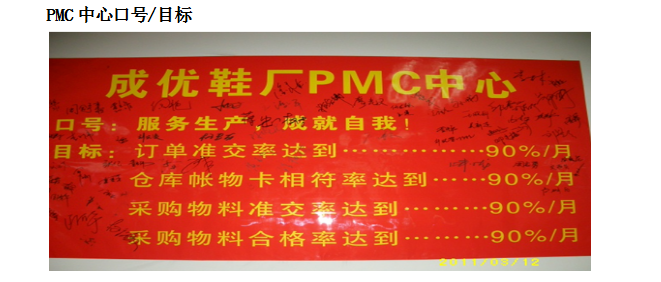 PMC中心口号/目标
成优鞋厂PMC中心
口号：服务生产，成就自我！
目标：订单准交率达到……………90%/月
仓库帐物卡相符率达到……90%/月
采购物料准交率达到………90%/月
采购物料合格率达到………90%/月
2011/03/12